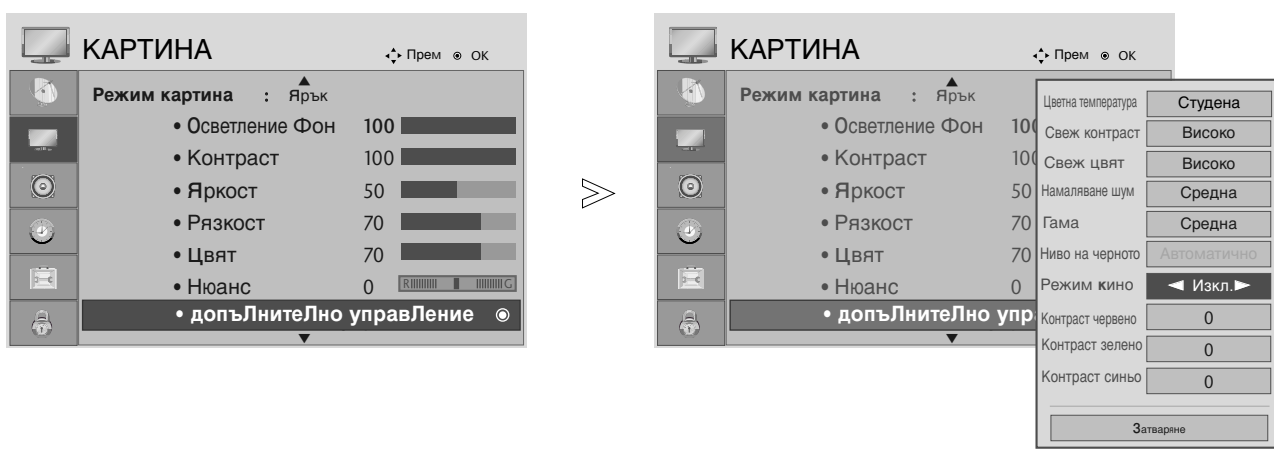 КАРТИНА
Прем OK
Режим картина : Ярък
• Осветление Фон 100
• Контраст 100
• Яркост 50
• Рязкост 70
• Цвят 70
• Нюанс 0 R G
• допъЛнитеЛно управЛение
КАРТИНА
Прем OK
Режим картина : Ярък
• Осветление Фон 100
• Контраст 100
• Яркост 50
• Рязкост 70
• Цвят 70
• Нюанс 0
• допъЛнитеЛно упр
Цветна температура Студена
Свеж контраст Високо
Свеж цвят Високо
Намаляване шум Средна
Гама Средна
Ниво на черното Автоматично
Режим кино ◄ Изкл.►
Контраст червено 0
Контраст зелено 0
Контраст синьо 0
Затваряне